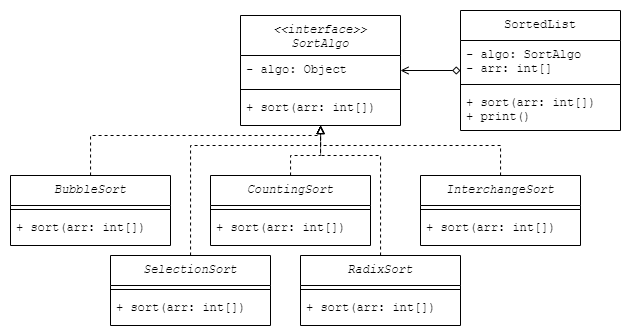 <<interface>>
SortAlgo
- algo: Object
+ sort(arr: int[])
SortedList
- algo: SortAlgo
- arr: int[]
+ sort(arr: int[])
+ print()
BubbleSort
+ sort(arr: int[])
CountingSort
+ sort(arr: int[])
InterchangeSort
+ sort(arr: int[])
SelectionSort
+ sort(arr: int[])
RadixSort
+ sort(arr: int[])